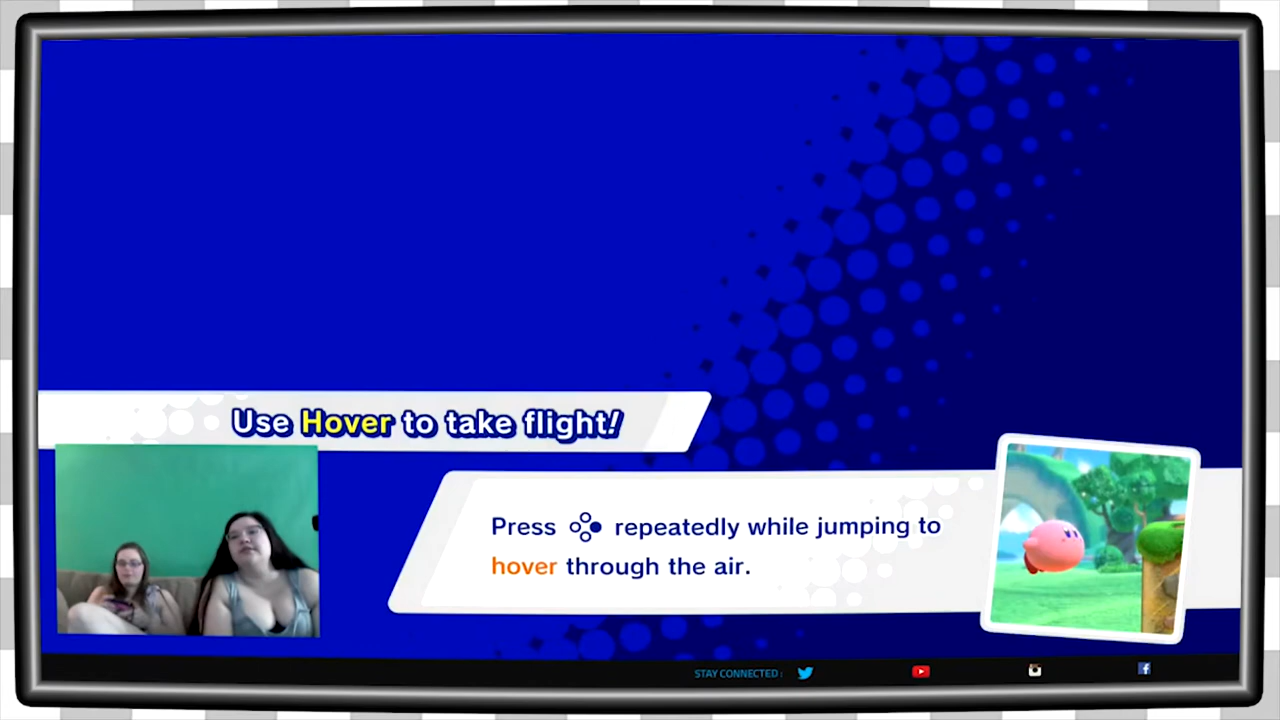 Use Hover to take flight!
Press repeatedly while jumping to
hover through the air.
STAY CONNECTED :